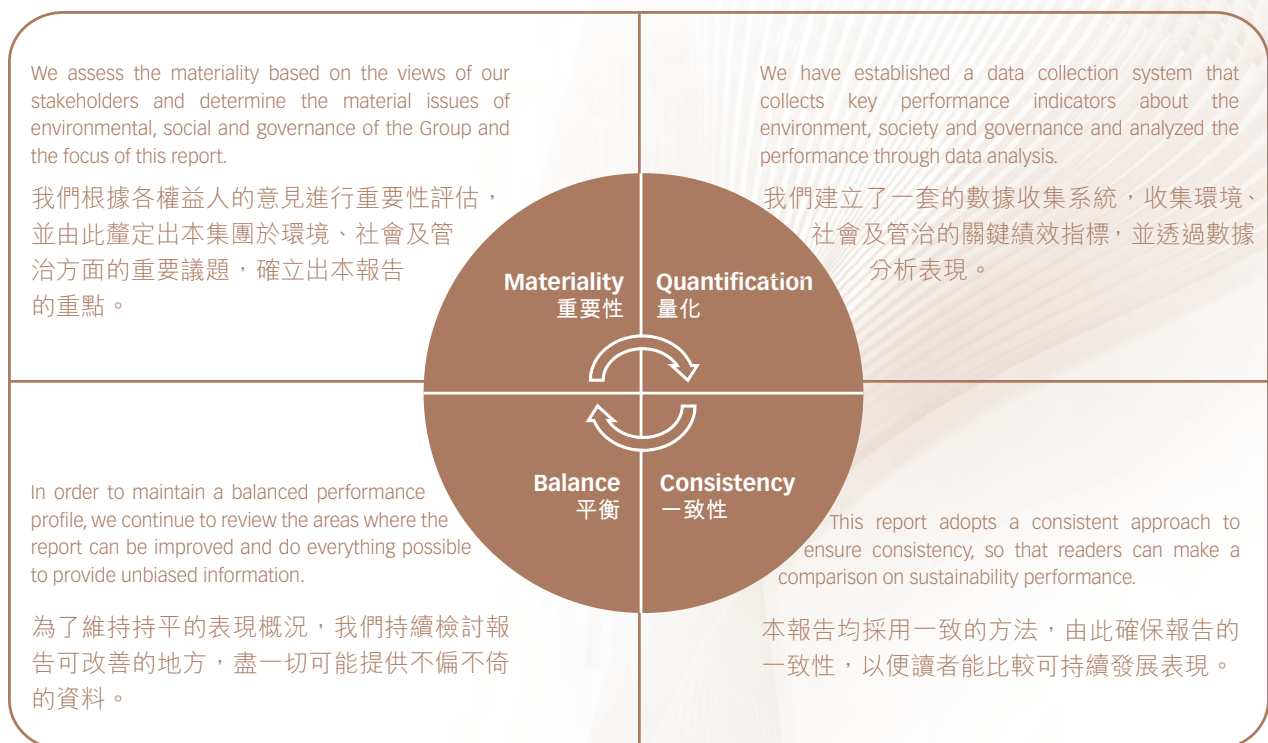 We assess the materiality based on the views of our
stakeholders and determine the material issues of
environmental, social and governance of the Group and
the focus of this report.
我們根據各權益人的意見進行重要性評估，
並由此釐定出本集團於環境、社會及管
治方面的重要議題，確立出本報告
的重點。
We have established a data collection system that
collects key performance indicators about the
environment, society and governance and analyzed the
performance through data analysis.
我們建立了一套的數據收集系統，收集環境、
社會及管治的關鍵績效指標，並透過數據
分析表現。
Materiality
重要性
Quantification
量化
Balance
平衡
Consistency
一致性
In order to maintain a balanced performance
profile, we continue to review the areas where the
report can be improved and do everything possible
to provide unbiased information.
為了維持持平的表現概況，我們持續檢討報
告可改善的地方，盡一切可能提供不偏不倚
的資料。
This report adopts a consistent approach to
ensure consistency, so that readers can make a
comparison on sustainability performance.
本報告均採用一致的方法，由此確保報告的
一致性，以便讀者能比較可持續發展表現。